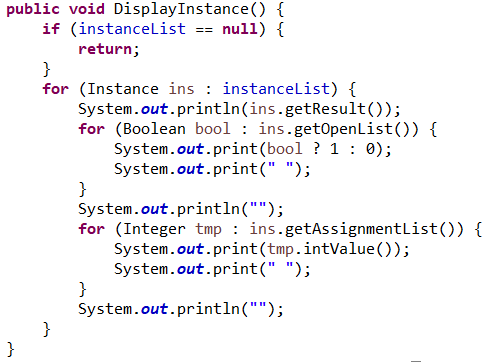 public void DisplayInstance() {
    if (instanceList == null) {
        return;
    }
    for (Instance ins : instanceList) {
        System.out.println(ins.getResult());
        for (Boolean bool : ins.getOpenList()) {
            System.out.print(bool ? 1 : 0);
            System.out.print(" ");
        }
        System.out.println("");
        for (Integer tmp : ins.getAssignmentList()) {
            System.out.print(tmp.intValue());
            System.out.print(" ");
        }
        System.out.println("");
    }
}